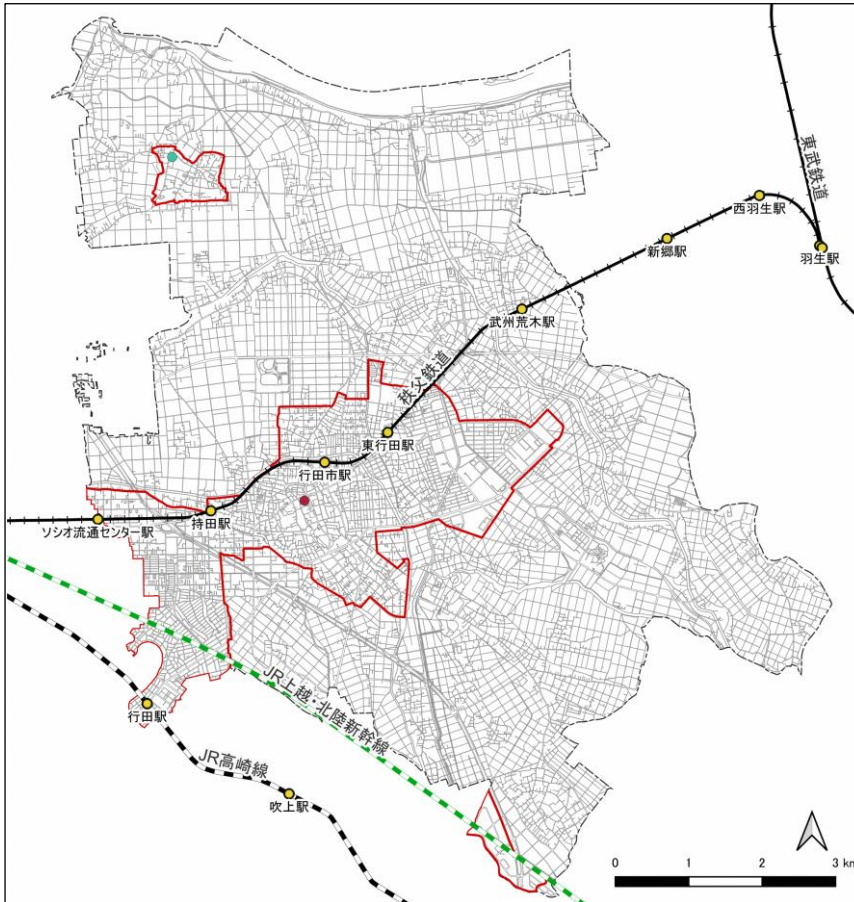 東武鉄道
西羽生駅
新郷駅
羽生駅
武州荒木駅
秩父鉄道
東行田駅
行田市駅
持田駅
ソシオ流通センター駅
JR上越・北陸新幹線
行田駅
JR高崎線
吹上駅
0 1 2 3 km